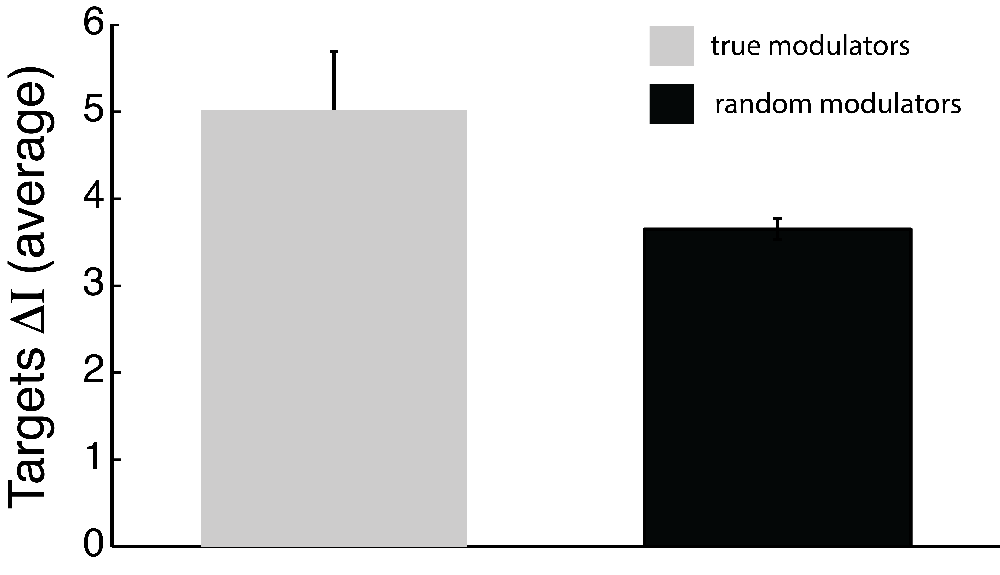 Targets ΔI (average)
6
5
4
3
2
1
0
true modulators
random modulators